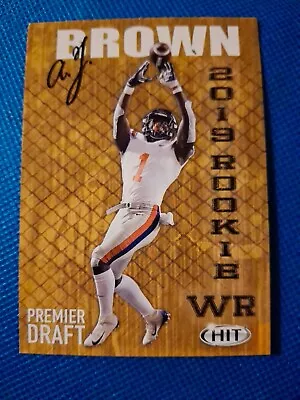 BROWN
A.J.
2019 ROOKIE
1
WR
PREMIER
DRAFT
HIT